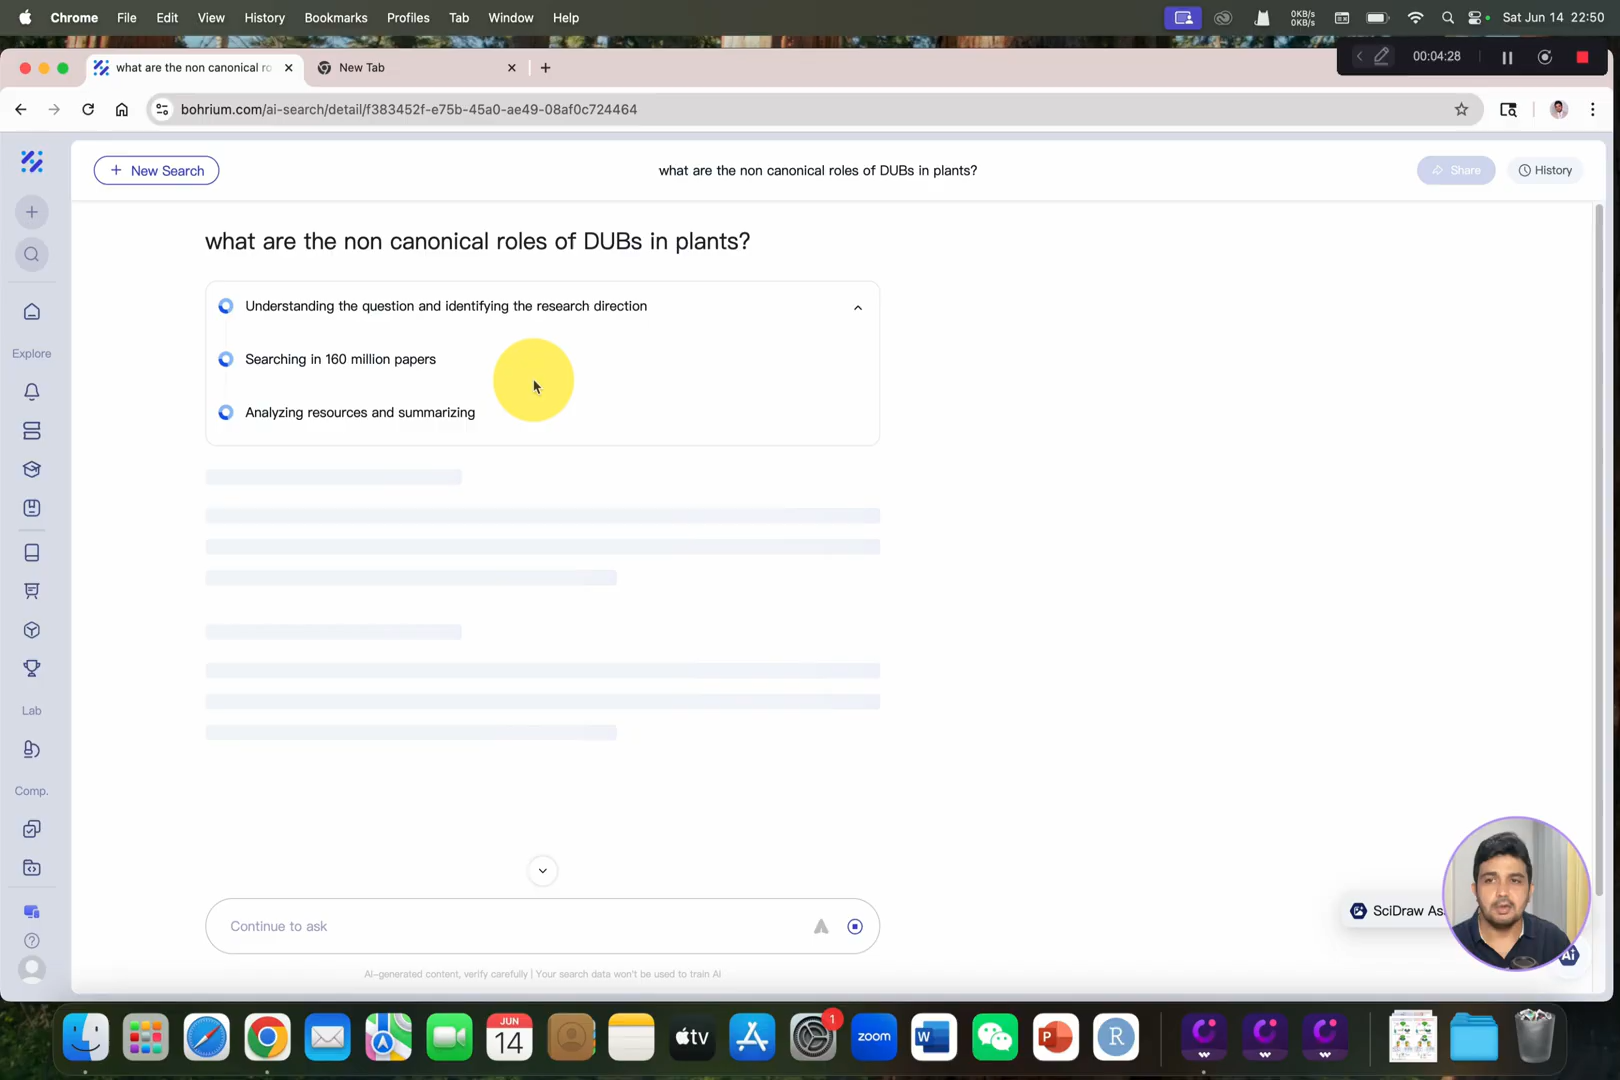 Chrome File Edit View History Bookmarks Profiles Tab Window Help
0KB/s
0KB/s
Sat Jun 14 22:50
what are the non canonical ro
New Tab
00:04:28
bohrium.com/ai-search/detail/f383452f-e75b-45a0-ae49-08af0c724464
New Search
what are the non canonical roles of DUBs in plants?
Share
History
what are the non canonical roles of DUBs in plants?
Understanding the question and identifying the research direction
Searching in 160 million papers
Analyzing resources and summarizing
Explore
Lab
Comp.
Continue to ask
AI-generated content, verify carefully | Your search data won't be used to train AI
SciDraw As
Ai
JUN
14
tv
1
zoom
W
P
R